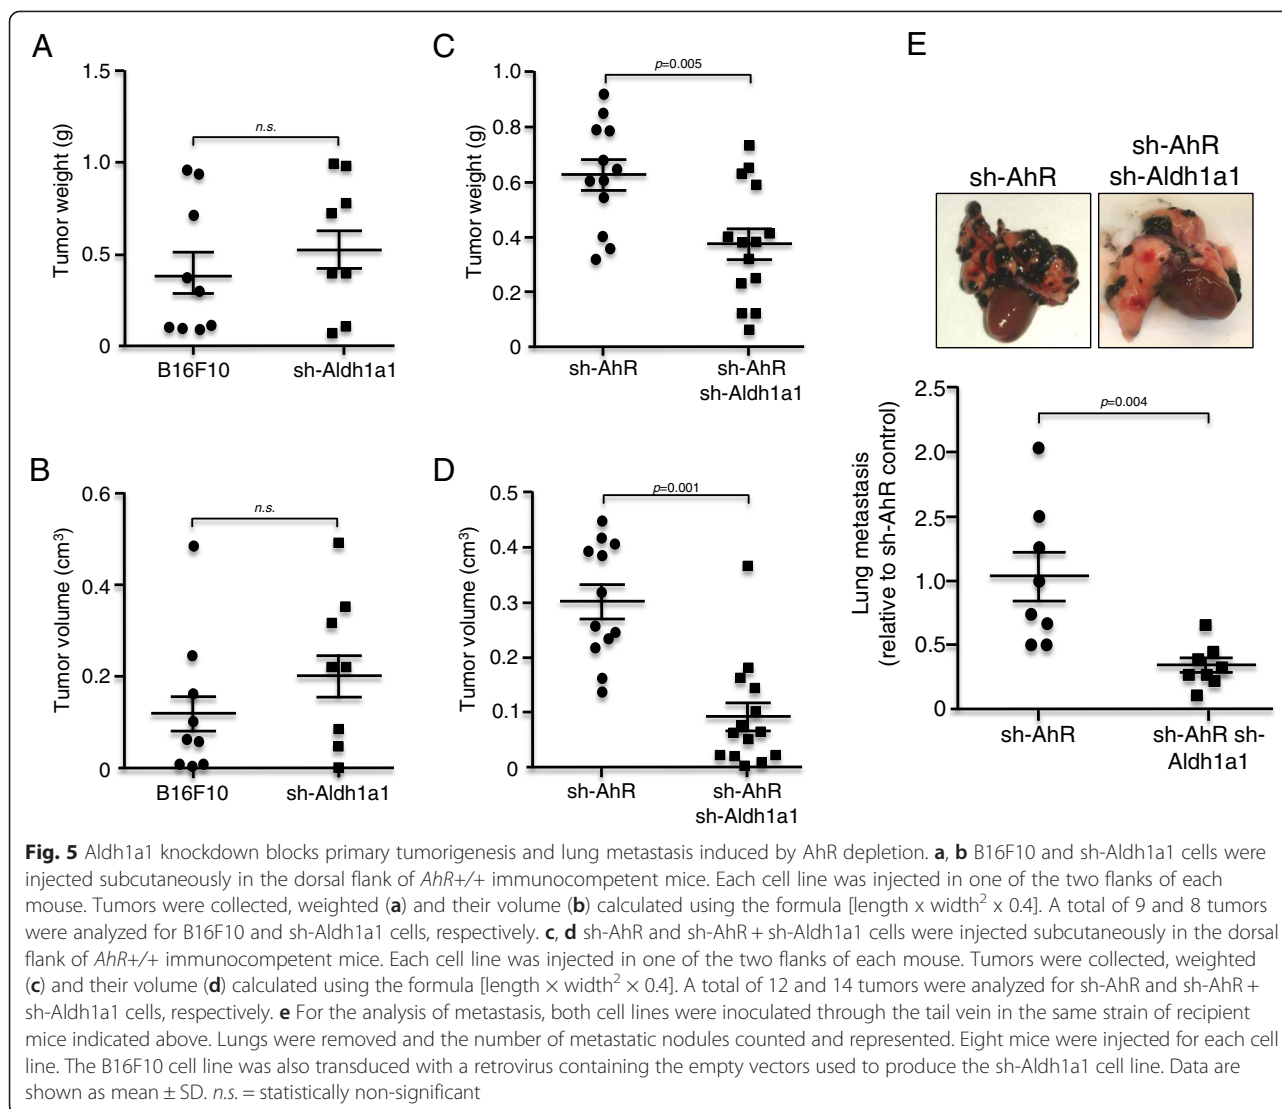 A
1.5
1.0
0.5
0
Tumor weight (g)
n.s.
B16F10
sh-Aldh1a1
B
0.6
0.4
0.2
0
Tumor volume (cm³)
n.s.
B16F10
sh-Aldh1a1
C
1.0
0.8
0.6
0.4
0.2
0
Tumor weight (g)
p=0.005
sh-AhR
sh-AhR
sh-Aldh1a1
D
0.5
0.4
0.3
0.2
0.1
0
Tumor volume (cm³)
p=0.001
sh-AhR
sh-AhR
sh-Aldh1a1
E
sh-AhR
sh-AhR
sh-Aldh1a1
2.5
2.0
2.5
1.0
0.5
0
Lung metastasis
(relative to sh-AhR control)
p=0.004
sh-AhR
sh-AhR sh-
Aldh1a1
Fig. 5 Aldh1a1 knockdown blocks primary tumorigenesis and lung metastasis induced by AhR depletion. a, b B16F10 and sh-Aldh1a1 cells were
injected subcutaneously in the dorsal flank of AhR+/+ immunocompetent mice. Each cell line was injected in one of the two flanks of each
mouse. Tumors were collected, weighted (a) and their volume (b) calculated using the formula [length x width² x 0.4]. A total of 9 and 8 tumors
were analyzed for B16F10 and sh-Aldh1a1 cells, respectively. c, d sh-AhR and sh-AhR + sh-Aldh1a1 cells were injected subcutaneously in the dorsal
flank of AhR+/+ immunocompetent mice. Each cell line was injected in one of the two flanks of each mouse. Tumors were collected, weighted
(c) and their volume (d) calculated using the formula [length × width² × 0.4]. A total of 12 and 14 tumors were analyzed for sh-AhR and sh-AhR +
sh-Aldh1a1 cells, respectively. e For the analysis of metastasis, both cell lines were inoculated through the tail vein in the same strain of recipient
mice indicated above. Lungs were removed and the number of metastatic nodules counted and represented. Eight mice were injected for each cell
line. The B16F10 cell line was also transduced with a retrovirus containing the empty vectors used to produce the sh-Aldh1a1 cell line. Data are
shown as mean ± SD. n.s. = statistically non-significant